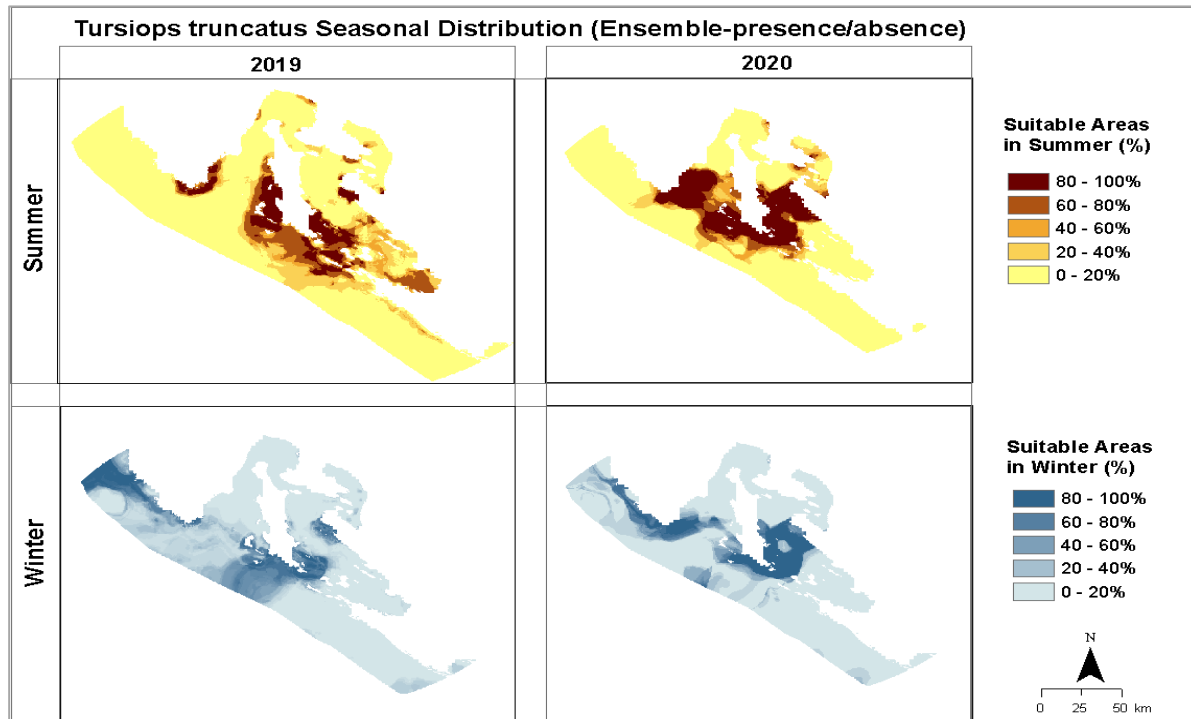 Tursiops truncatus Seasonal Distribution (Ensemble-presence/absence)
2019
2020
Summer
Suitable Areas
in Summer (%)
80 - 100%
60 - 80%
40 - 60%
20 - 40%
0 - 20%
Winter
Suitable Areas
in Winter (%)
80 - 100%
60 - 80%
40 - 60%
20 - 40%
0 - 20%
N
0 25 50 km